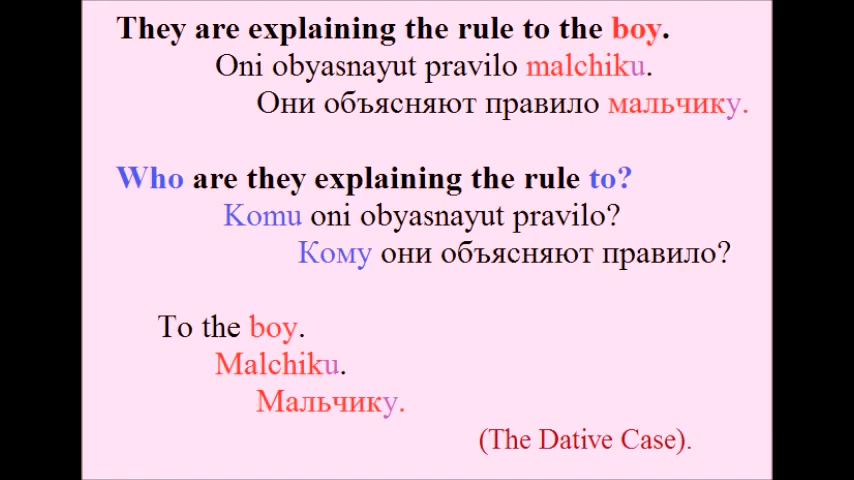 They are explaining the rule to the boy.
Oni obyasnayut pravilo malchiku.
Они объясняют правило мальчику.
Who are they explaining the rule to?
Komu oni obyasnayut pravilo?
Кому они объясняют правило?
To the boy.
Malchiku.
Мальчику.
(The Dative Case).